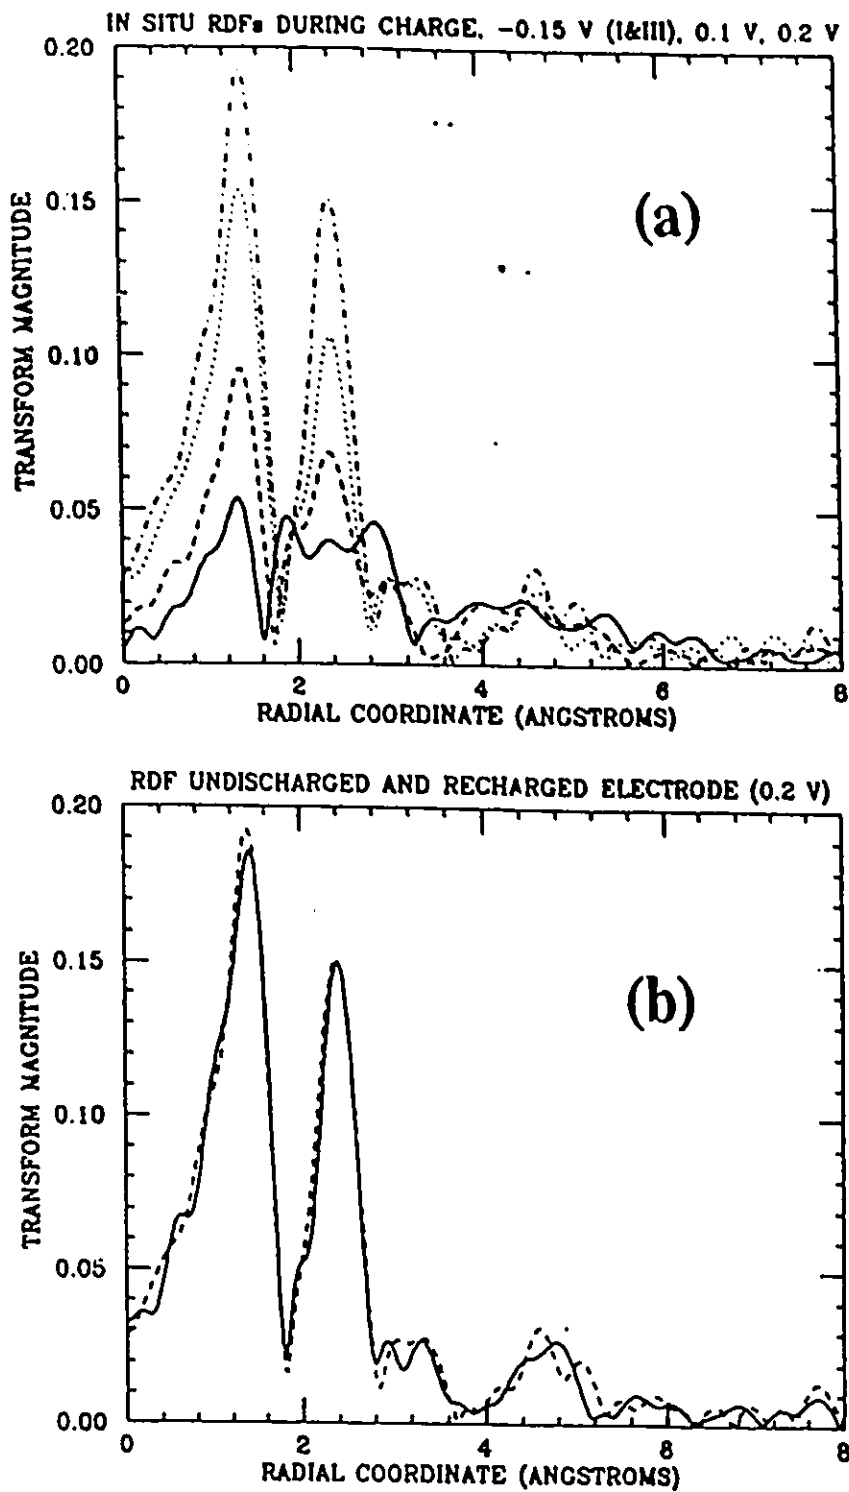 IN SITU RDFs DURING CHARGE, -0.15 V (I&III), 0.1 V, 0.2 V
0.20
0.15
0.10
0.05
0.00
TRANSFORM MAGNITUDE
(a)
0 2 4 6 8
RADIAL COORDINATE (ANGSTROMS)
RDF UNDISCHARGED AND RECHARGED ELECTRODE (0.2 V)
0.20
0.15
0.10
0.05
0.00
TRANSFORM MAGNITUDE
(b)
0 2 4 6 8
RADIAL COORDINATE (ANGSTROMS)